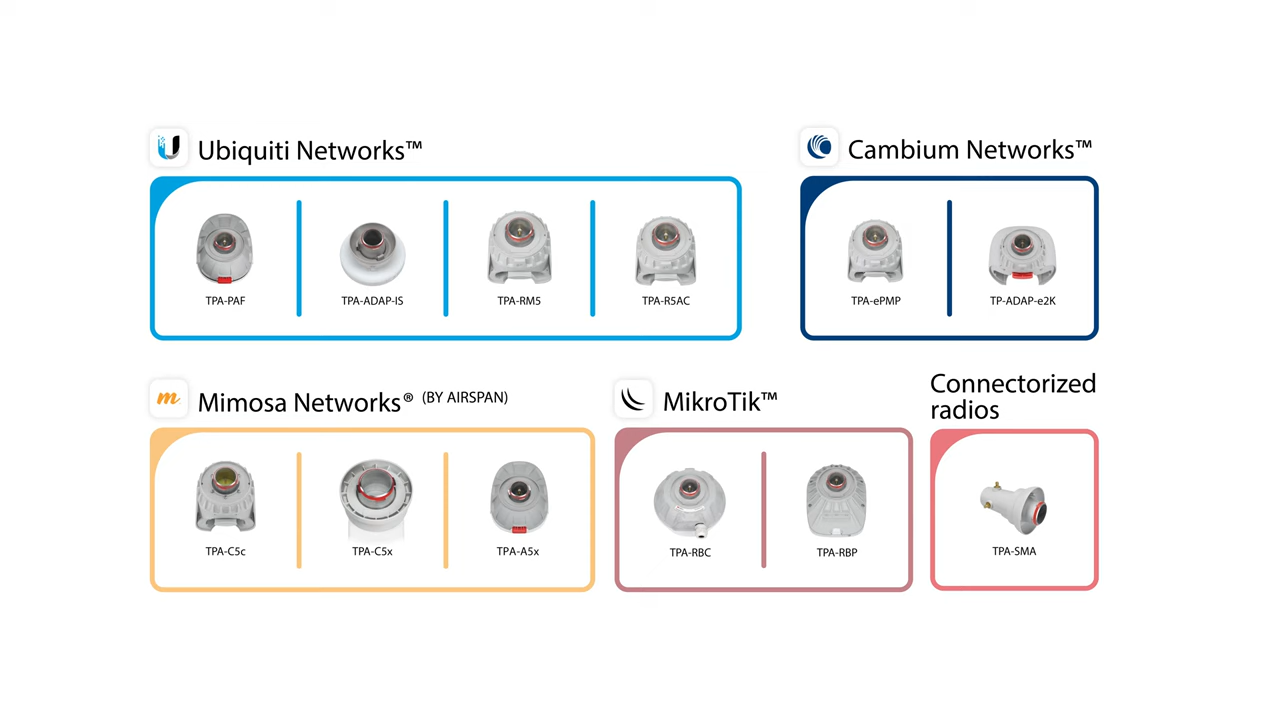 Ubiquiti Networks™
Cambium Networks™
TPA-PAF
TPA-ADAP-IS
TPA-RM5
TPA-R5AC
TPA-ePMP
TP-ADAP-e2K
Mimosa Networks® (BY AIRSPAN)
MikroTik™
Connectorized
radios
TPA-C5c
TPA-C5x
TPA-A5x
TPA-RBC
TPA-RBP
TPA-SMA